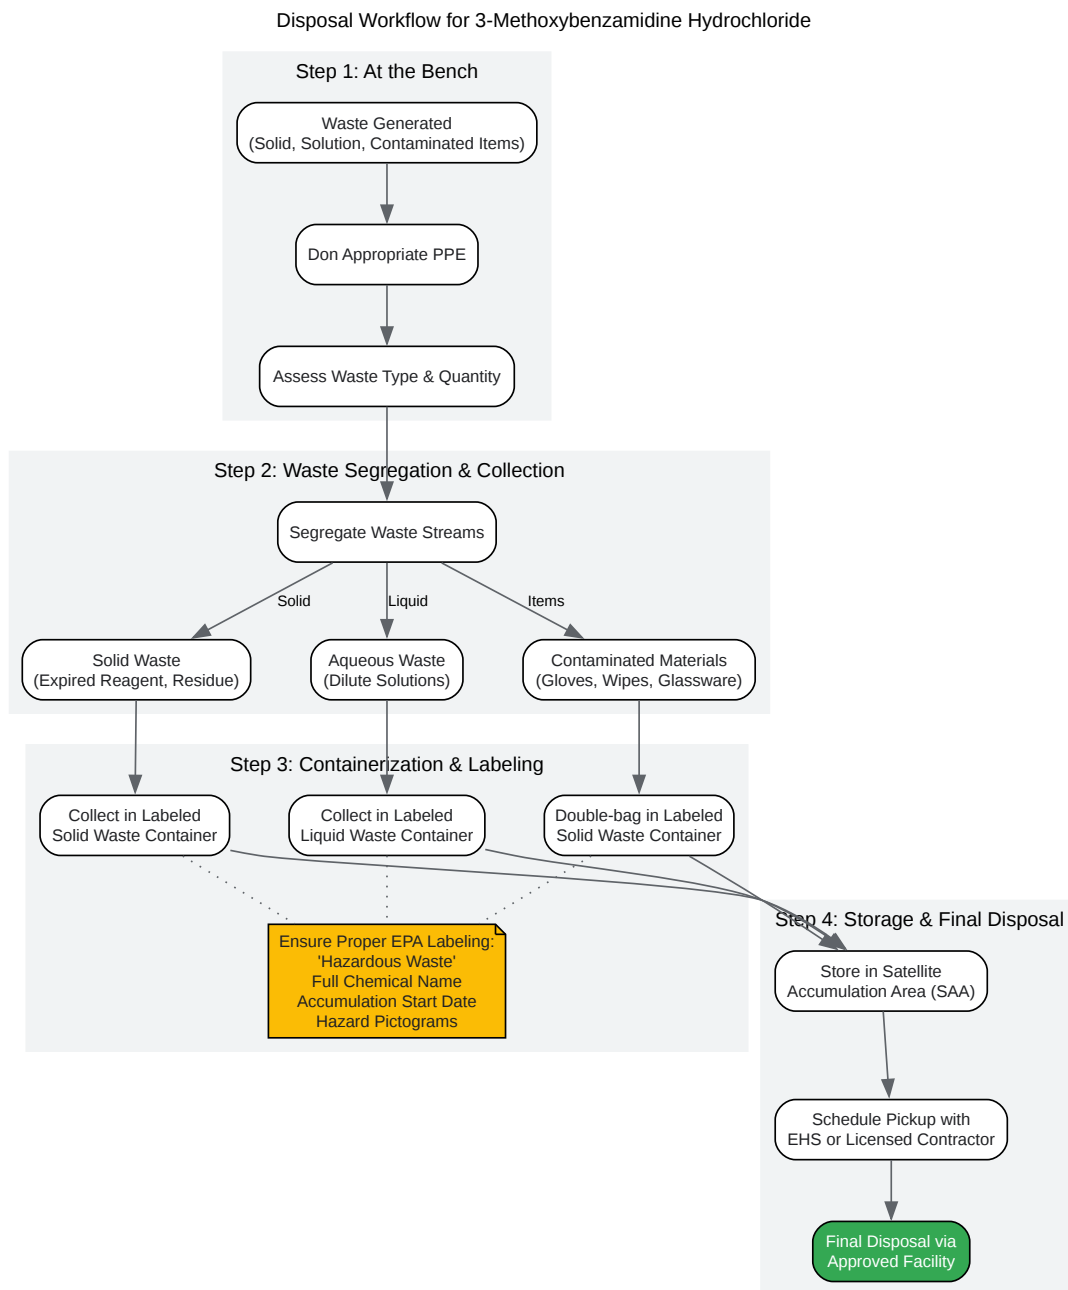 Disposal Workflow for 3-Methoxybenzamidine Hydrochloride
Step 1: At the Bench
Waste Generated
(Solid, Solution, Contaminated Items)
Don Appropriate PPE
Assess Waste Type & Quantity
Step 2: Waste Segregation & Collection
Segregate Waste Streams
Solid
Liquid
Items
Solid Waste
(Expired Reagent, Residue)
Aqueous Waste
(Dilute Solutions)
Contaminated Materials
(Gloves, Wipes, Glassware)
Step 3: Containerization & Labeling
Collect in Labeled
Solid Waste Container
Collect in Labeled
Liquid Waste Container
Double-bag in Labeled
Solid Waste Container
Ensure Proper EPA Labeling:
'Hazardous Waste'
Full Chemical Name
Accumulation Start Date
Hazard Pictograms
Step 4: Storage & Final Disposal
Store in Satellite
Accumulation Area (SAA)
Schedule Pickup with
EHS or Licensed Contractor
Final Disposal via
Approved Facility